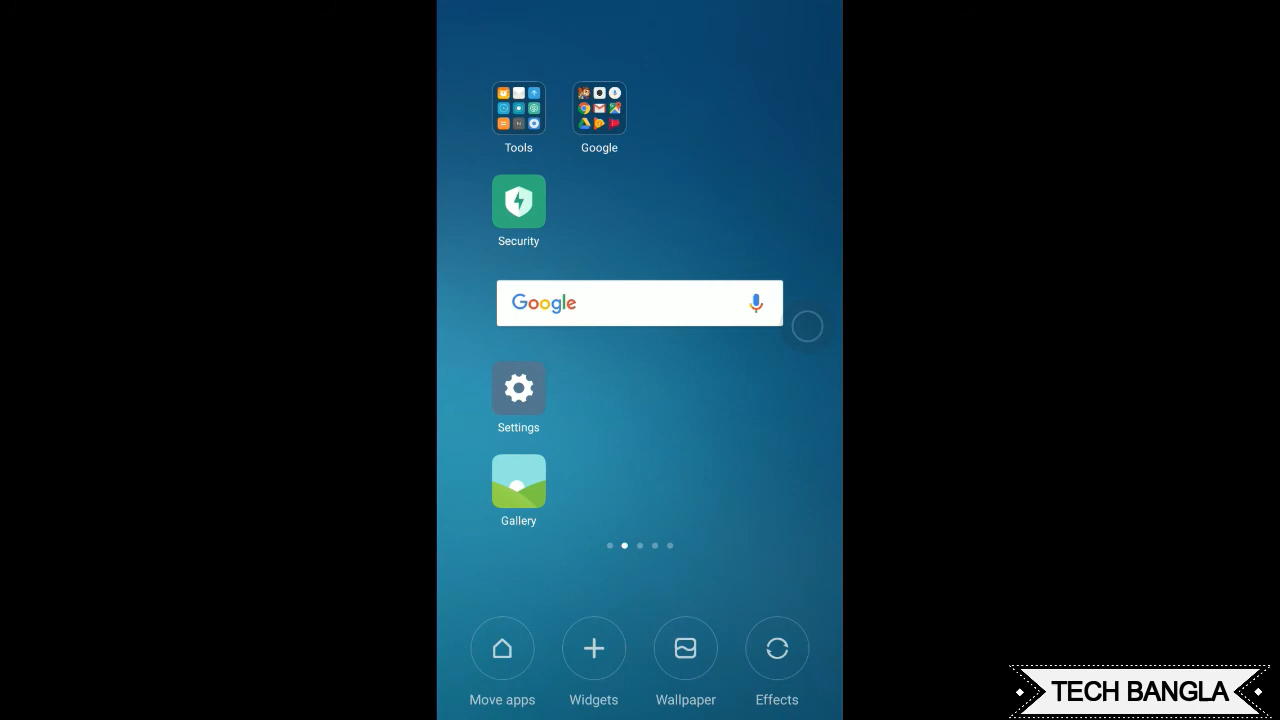 Tools
Google
Security
Google
Settings
Gallery
Move apps
Widgets
Wallpaper
Effects
TECH BANGLA